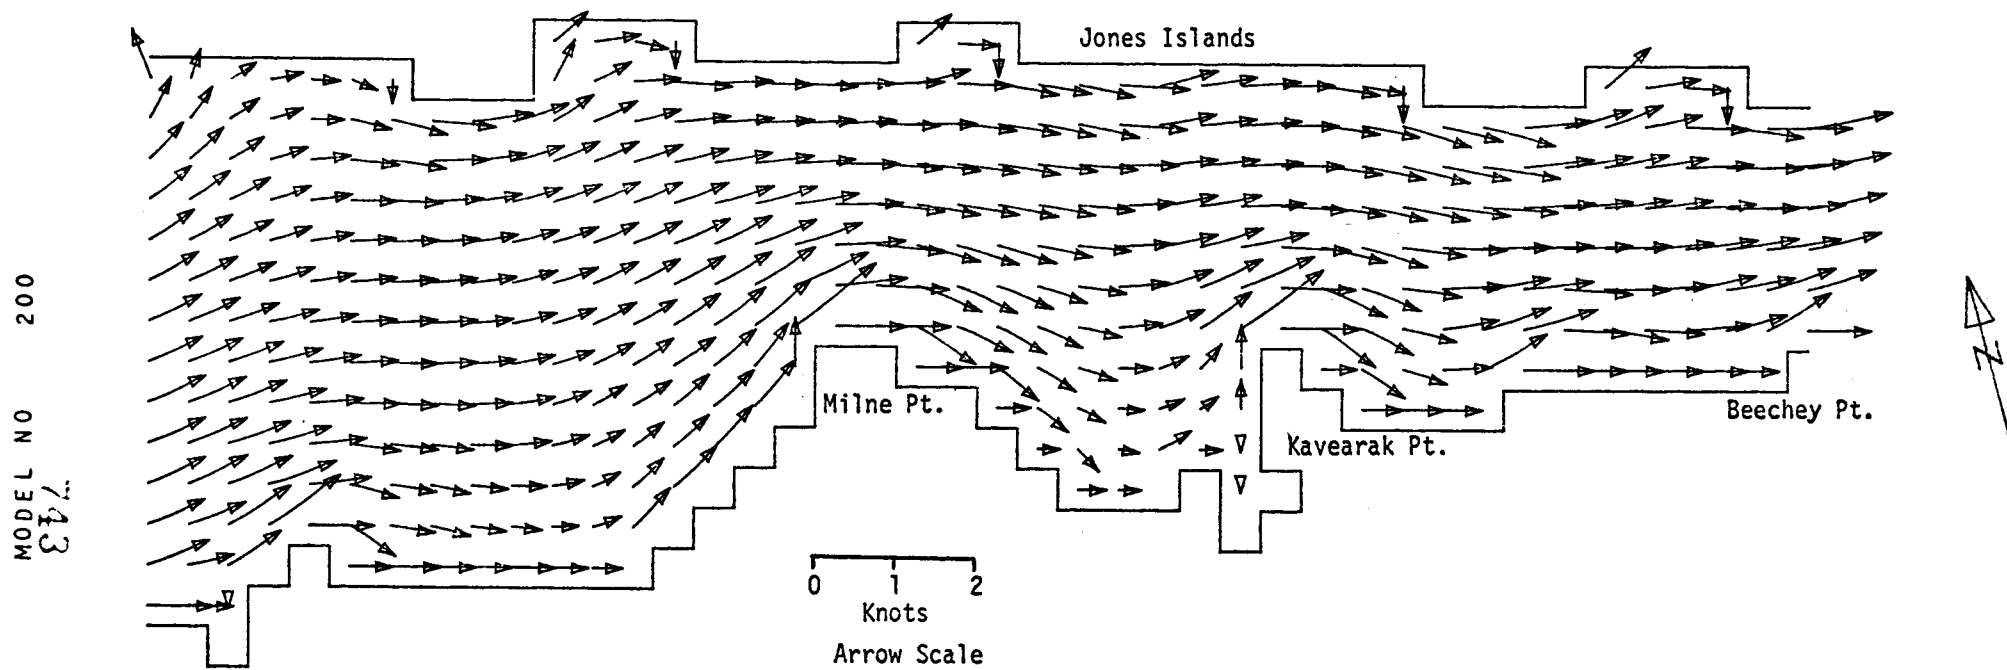 Jones Islands
Milne Pt.
Kavearak Pt.
Beechey Pt.
0 1 2
Knots
Arrow Scale
N
MODEL NO 200
743